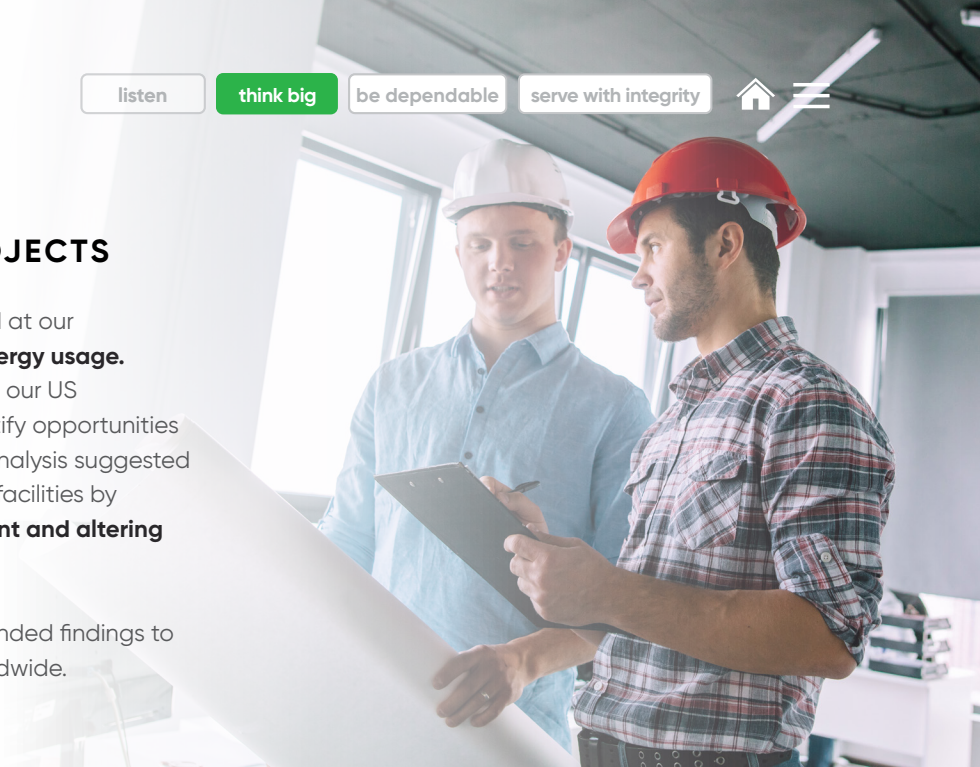 listen
think big
be dependable
serve with integrity
OJECTS
at our
ergy usage.
our US
ify opportunities
nalysis suggested
facilities by
nt and altering
nded findings to
dwide.